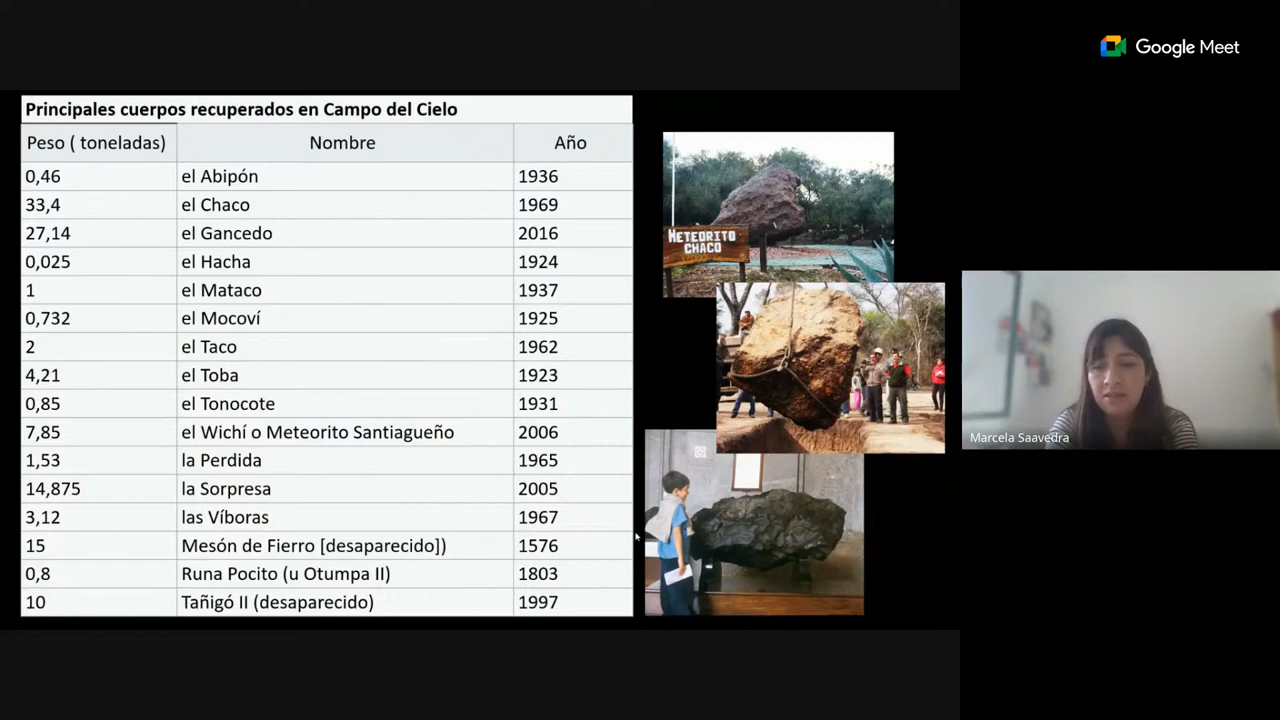 Google Meet
Principales cuerpos recuperados en Campo del Cielo
Peso ( toneladas) Nombre Año
0,46 el Abipón 1936
33,4 el Chaco 1969
27,14 el Gancedo 2016
0,025 el Hacha 1924
1 el Mataco 1937
0,732 el Mocoví 1925
2 el Taco 1962
4,21 el Toba 1923
0,85 el Tonocote 1931
7,85 el Wichí o Meteorito Santiagueño 2006
1,53 la Perdida 1965
14,875 la Sorpresa 2005
3,12 las Víboras 1967
15 Mesón de Fierro [desaparecido]) 1576
0,8 Runa Pocito (u Otumpa II) 1803
10 Tañigó II (desaparecido) 1997
METEORITO
CHACO
Marcela Saavedra